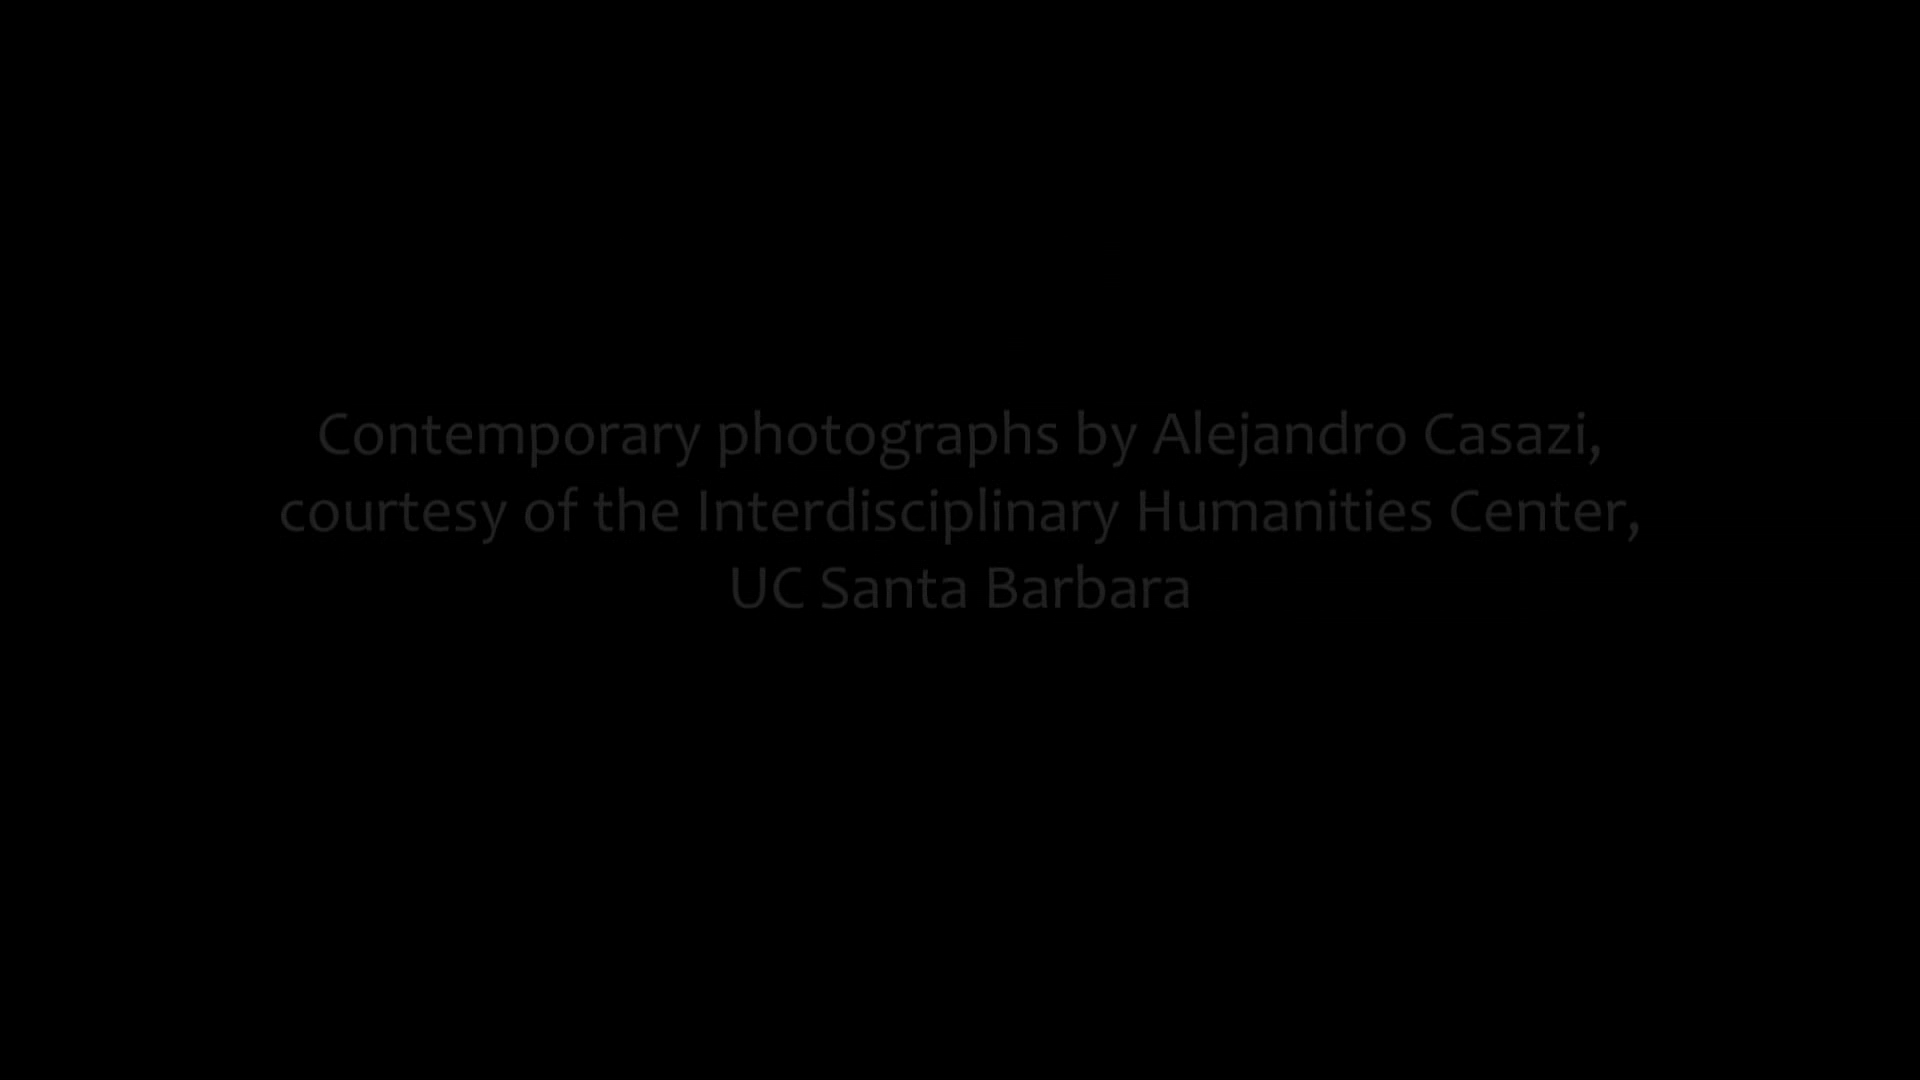 Contemporary photographs by Alejandro Casazi,
courtesy of the Interdisciplinary Humanities Center,
UC Santa Barbara